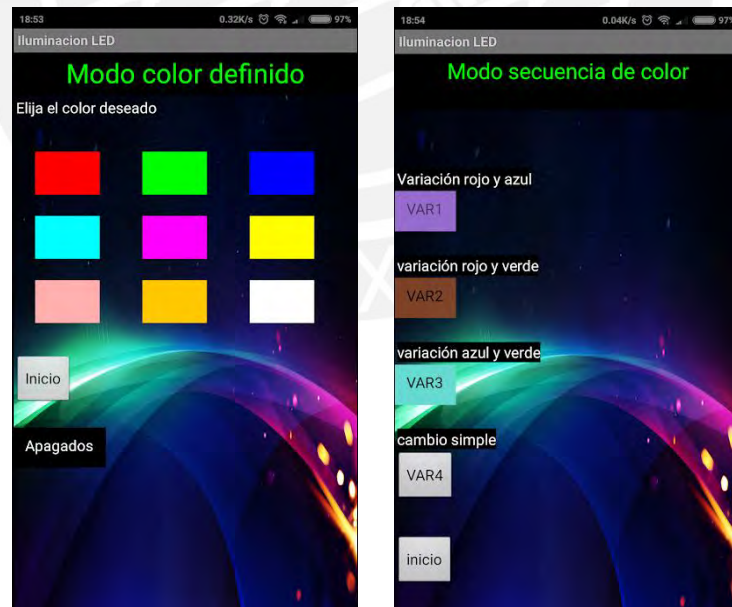 18:53 0.32K/s 97%
Iluminacion LED
Modo color definido
Elija el color deseado
Inicio
Apagados
18:54 0.04K/s 97%
Iluminacion LED
Modo secuencia de color
Variación rojo y azul
VAR1
variación rojo y verde
VAR2
variación azul y verde
VAR3
cambio simple
VAR4
inicio